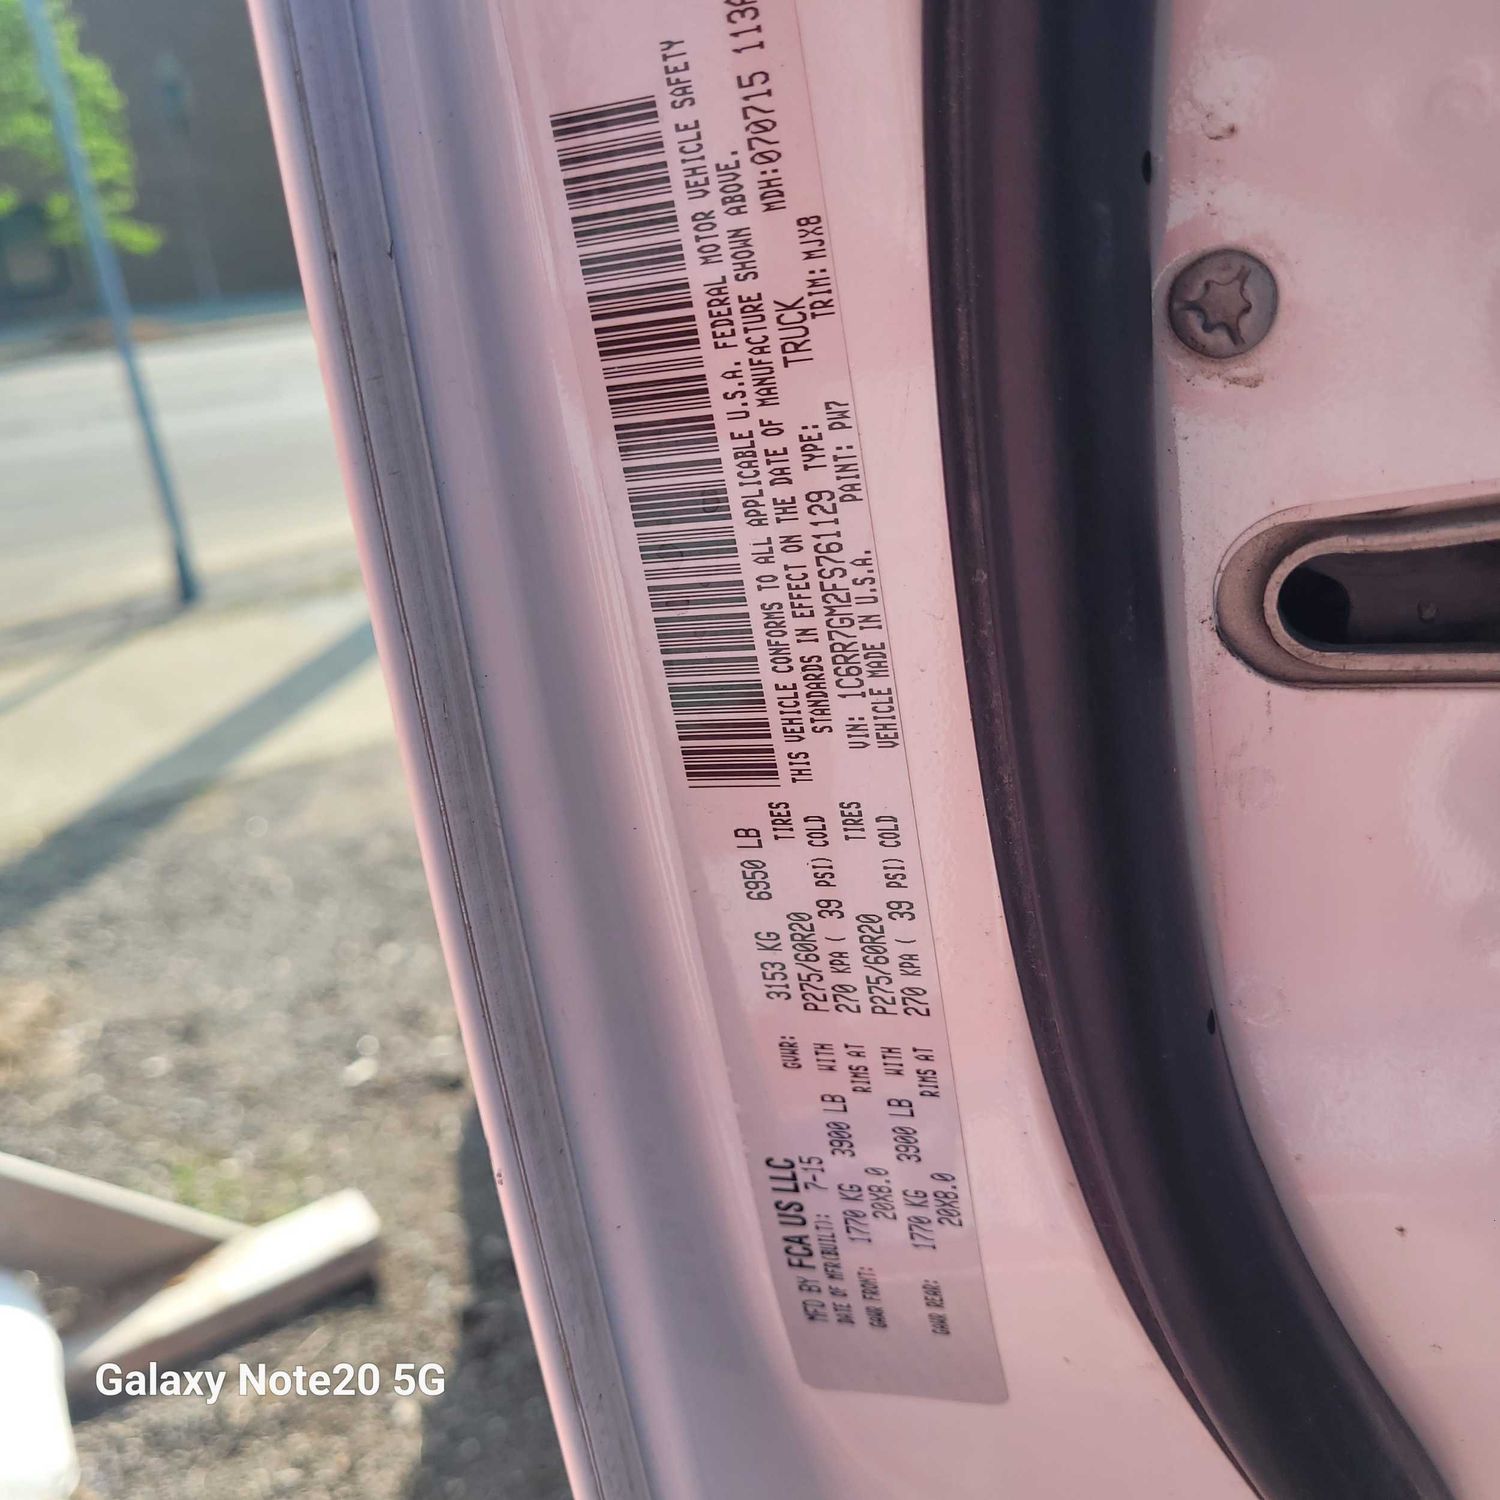 MFD BY FCA US LLC
DATE OF MFR(BUILT): 7-15 GVWR: 3153 KG 6950 LB
GAWR FRONT: 1770 KG 3900 LB WITH P275/60R20 TIRES
20X8.0 RIMS AT 270 KPA ( 39 PSI) COLD
GAWR REAR: 1770 KG 3900 LB WITH P275/60R20 TIRES
20X8.0 RIMS AT 270 KPA ( 39 PSI) COLD
THIS VEHICLE CONFORMS TO ALL APPLICABLE U.S.A. FEDERAL MOTOR VEHICLE SAFETY
STANDARDS IN EFFECT ON THE DATE OF MANUFACTURE SHOWN ABOVE.
MDH:070715 113
VIN: 1C6RR7GM2FS761129 TYPE: TRUCK
VEHICLE MADE IN U.S.A. PAINT: PW7 TRIM: MJX8
Galaxy Note20 5G